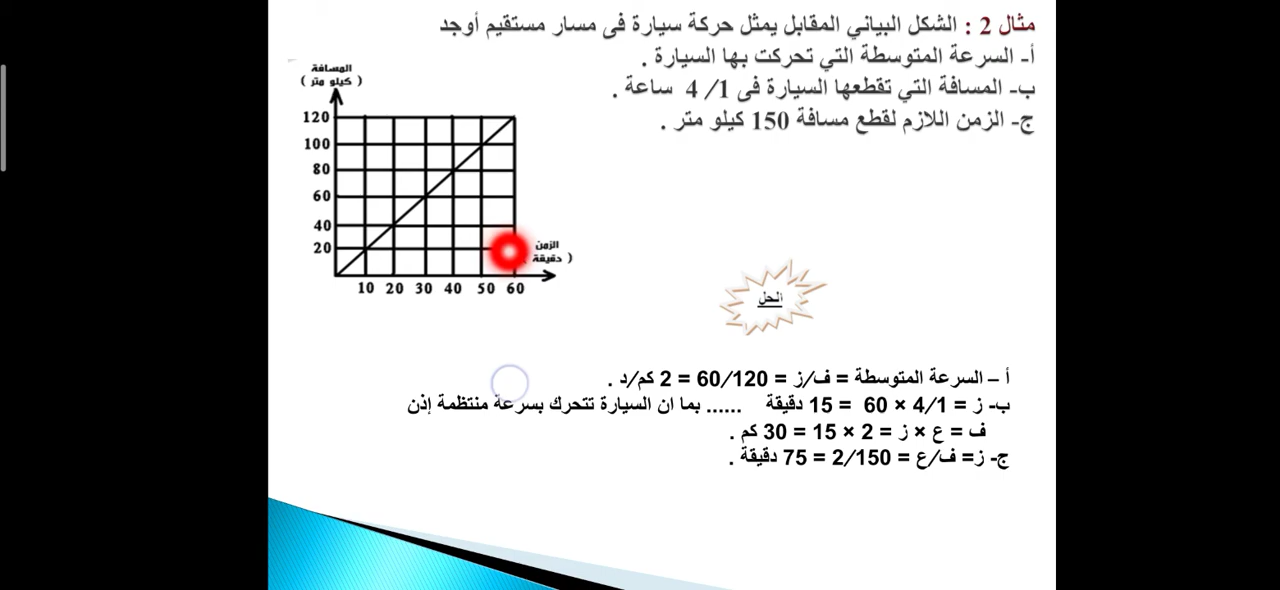 مثال 2 : الشكل البياني المقابل يمثل حركة سيارة فى مسار مستقيم أوجد
أ- السرعة المتوسطة التي تحركت بها السيارة .
ب- المسافة التي تقطعها السيارة فى 1/ 4 ساعة .
ج- الزمن اللازم لقطع مسافة 150 كيلو متر .
المسافة
( كيلو متر )
120
100
80
60
40
20
الزمن
( دقيقة )
10 20 30 40 50 60
الحل
أ – السرعة المتوسطة = ف/ز = 60/120 = 2 كم/د .
ب- ز = 4/1 × 60 = 15 دقيقة ...... بما ان السيارة تتحرك بسرعة منتظمة إذن
ف = ع × ز = 2 × 15 = 30 كم .
ج- ز= ف/ع = 2/150 = 75 دقيقة .